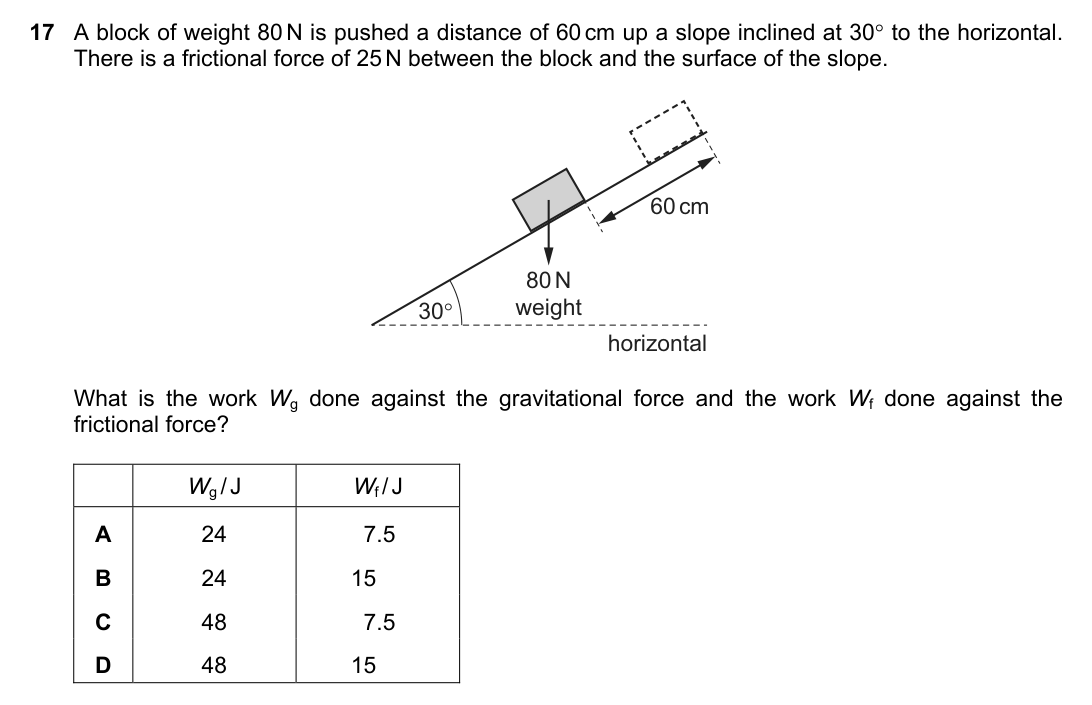 17 A block of weight 80 N is pushed a distance of 60 cm up a slope inclined at 30° to the horizontal.
There is a frictional force of 25 N between the block and the surface of the slope.
60 cm
80 N
weight
30°
horizontal
What is the work Wg done against the gravitational force and the work Wf done against the
frictional force?
Wg / J Wf / J
A 24 7.5
B 24 15
C 48 7.5
D 48 15